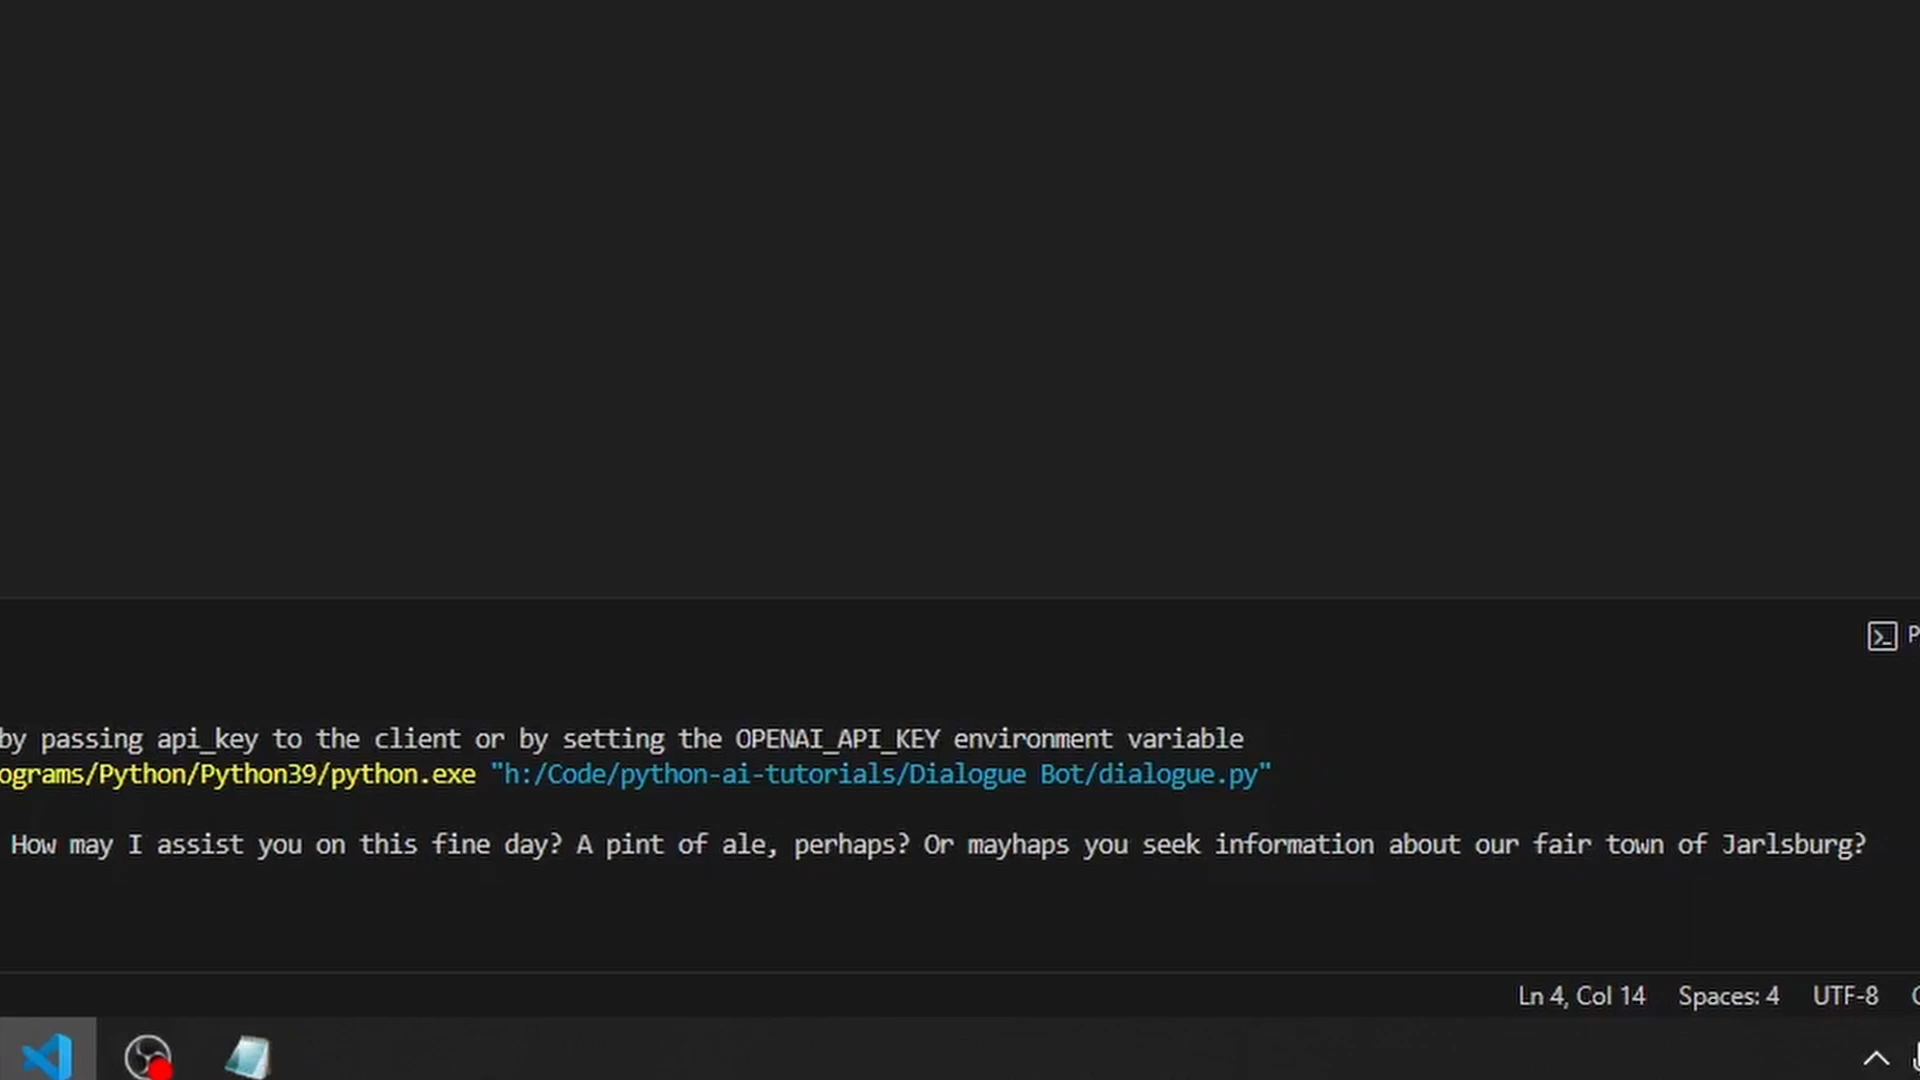 by passing api_key to the client or by setting the OPENAI_API_KEY environment variable
ograms/Python/Python39/python.exe "h:/Code/python-ai-tutorials/Dialogue Bot/dialogue.py"
How may I assist you on this fine day? A pint of ale, perhaps? Or mayhaps you seek information about our fair town of Jarlsburg?
Ln 4, Col 14 Spaces: 4 UTF-8